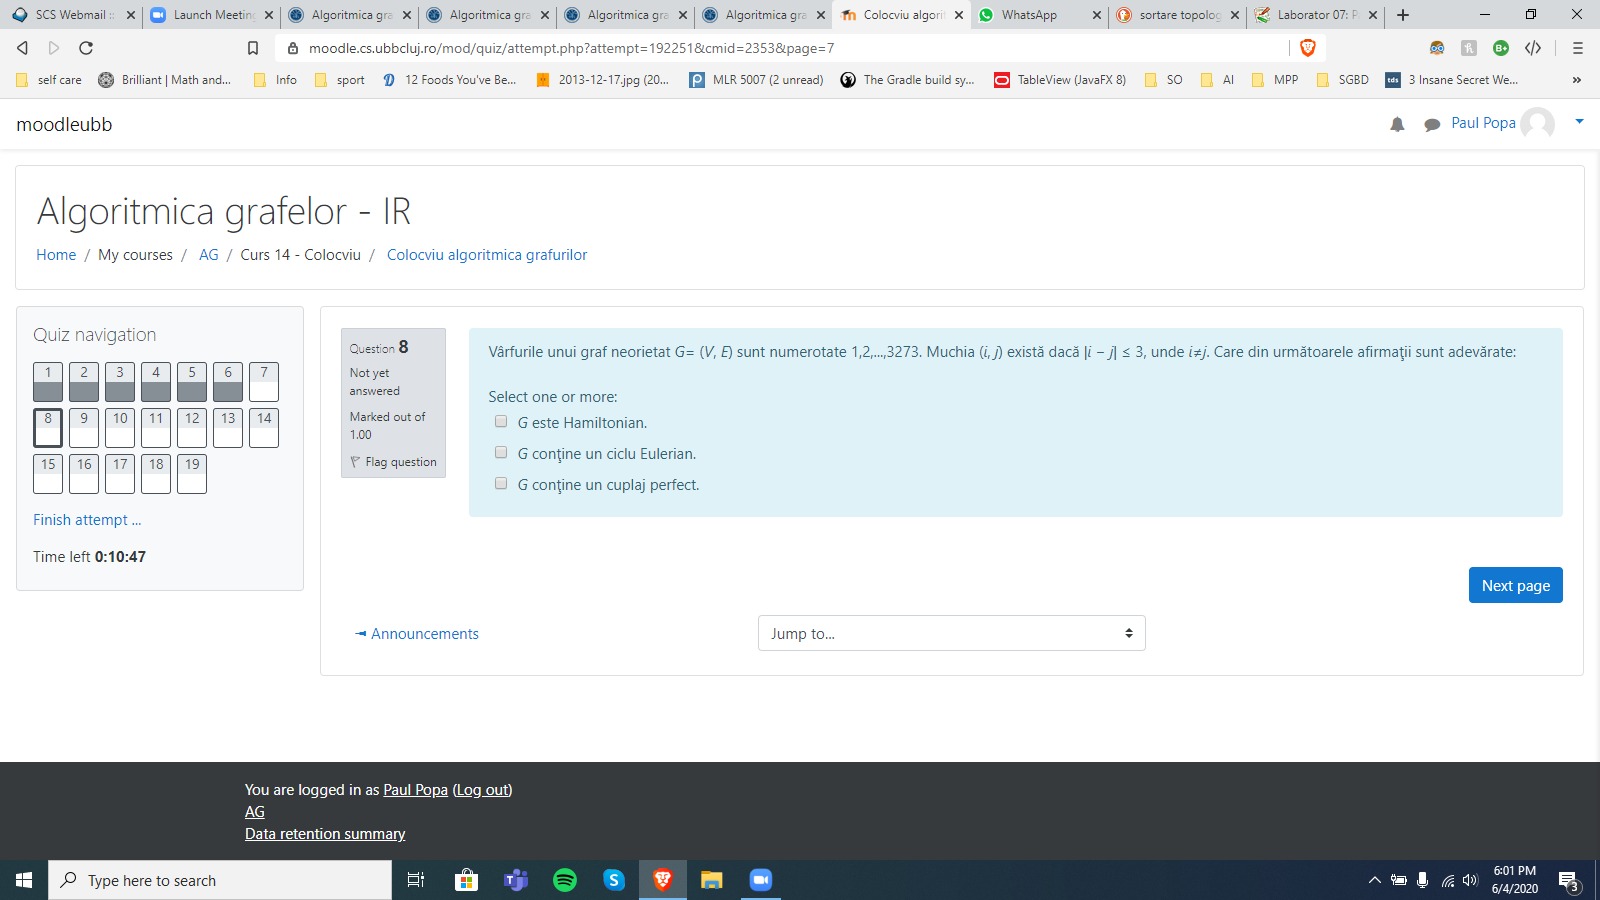 SCS Webmail ::
Launch Meeting
Algoritmica gra
Algoritmica gra
Algoritmica gra
Algoritmica gra
Colocviu algorit
WhatsApp
sortare topolog
Laborator 07: P
moodle.cs.ubbcluj.ro/mod/quiz/attempt.php?attempt=192251&cmid=2353&page=7
self care
Brilliant | Math and...
Info
sport
12 Foods You've Be...
2013-12-17.jpg (20...
MLR 5007 (2 unread)
The Gradle build sy...
TableView (JavaFX 8)
SO
AI
MPP
SGBD
tds
3 Insane Secret We...
»
moodleubb
Paul Popa
Algoritmica grafelor - IR
Home / My courses / AG / Curs 14 - Colocviu / Colocviu algoritmica grafurilor
Quiz navigation
1 2 3 4 5 6 7
8 9 10 11 12 13 14
15 16 17 18 19
Finish attempt ...
Time left 0:10:47
Question 8
Not yet
answered
Marked out of
1.00
Flag question
Vârfurile unui graf neorietat G= (V, E) sunt numerotate 1,2,...,3273. Muchia (i, j) există dacă |i − j| ≤ 3, unde i≠j. Care din următoarele afirmaţii sunt adevărate:
Select one or more:
G este Hamiltonian.
G conţine un ciclu Eulerian.
G conţine un cuplaj perfect.
Next page
Announcements
Jump to...
You are logged in as Paul Popa (Log out)
AG
Data retention summary
Type here to search
6:01 PM
6/4/2020
3